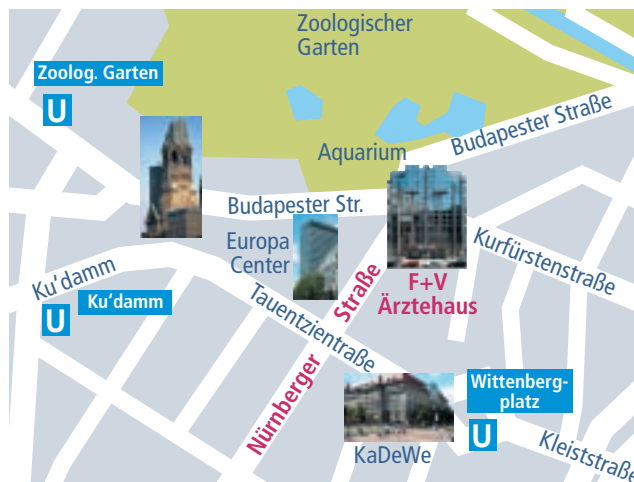 Zoologischer
Garten
Zoolog. Garten
U
Aquarium
Budapester Straße
Budapester Str.
Europa
Center
Kurfürstenstraße
F+V
Ärztehaus
Ku'damm
Ku'damm
U
Tauentzientraße
Nürnberger Straße
Wittenberg-
platz
U
KaDeWe
Kleiststraße